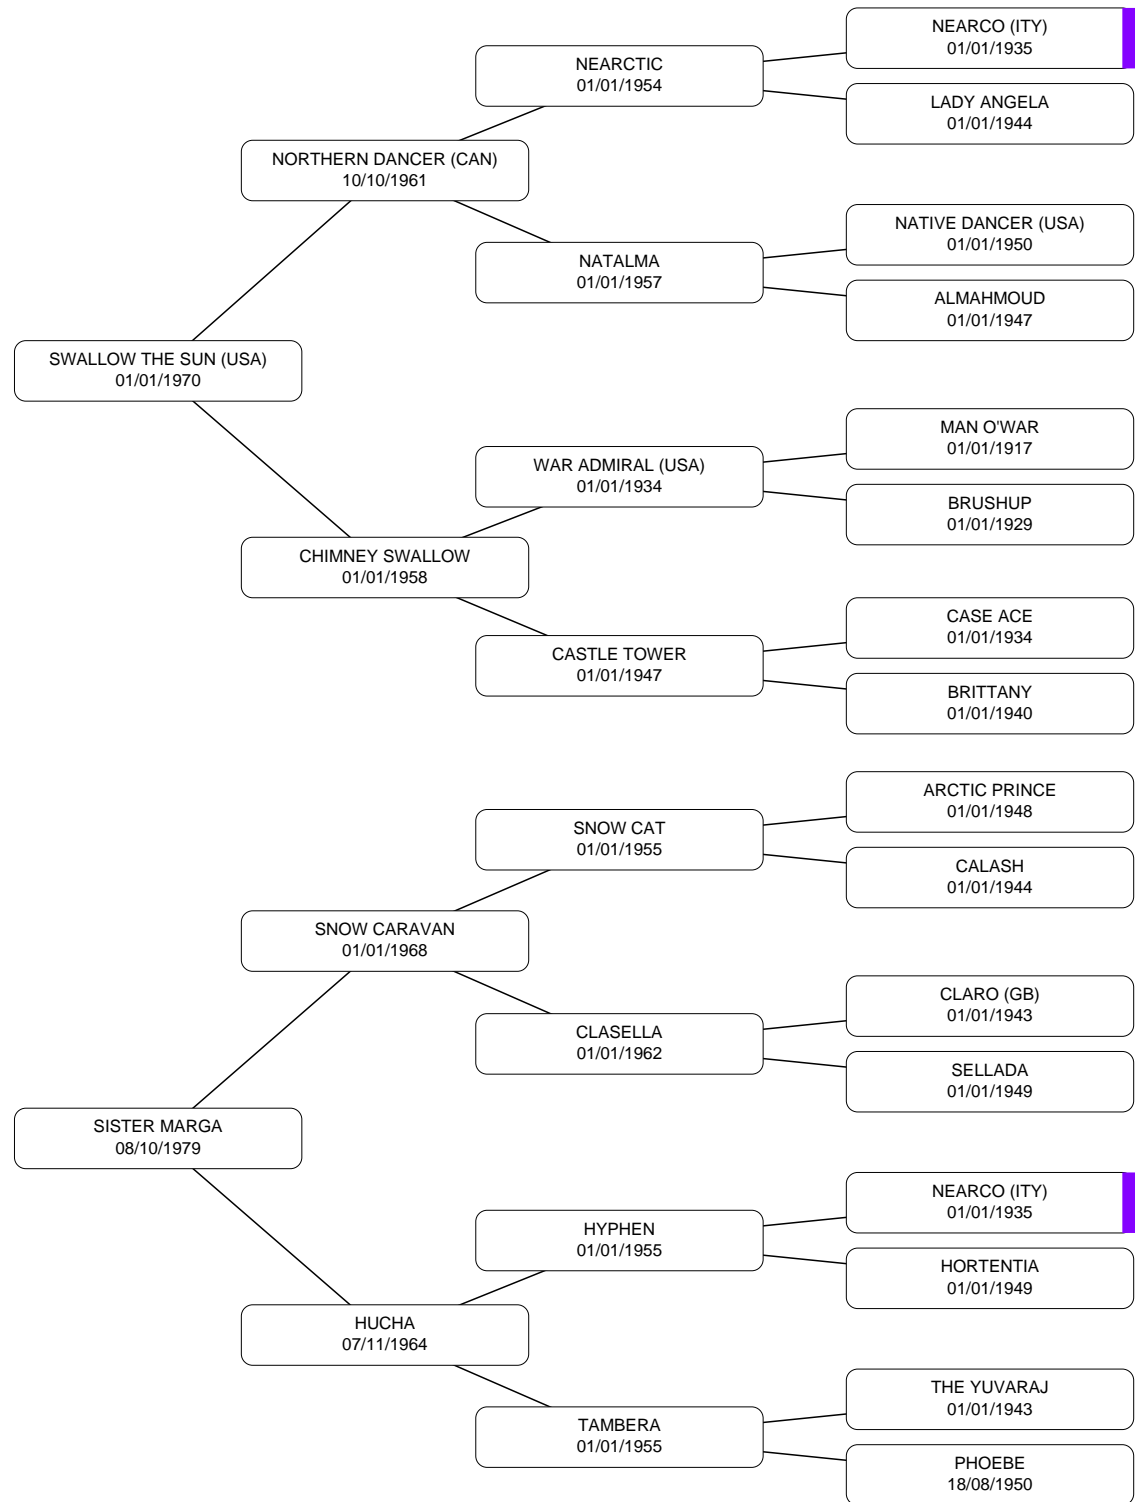 NEARCO (ITY)
01/01/1935
NEARCTIC
01/01/1954
LADY ANGELA
01/01/1944
NORTHERN DANCER (CAN)
10/10/1961
NATIVE DANCER (USA)
01/01/1950
NATALMA
01/01/1957
ALMAHMOUD
01/01/1947
SWALLOW THE SUN (USA)
01/01/1970
MAN O'WAR
01/01/1917
WAR ADMIRAL (USA)
01/01/1934
BRUSHUP
01/01/1929
CHIMNEY SWALLOW
01/01/1958
CASE ACE
01/01/1934
CASTLE TOWER
01/01/1947
BRITTANY
01/01/1940
ARCTIC PRINCE
01/01/1948
SNOW CAT
01/01/1955
CALASH
01/01/1944
SNOW CARAVAN
01/01/1968
CLARO (GB)
01/01/1943
CLASELLA
01/01/1962
SELLADA
01/01/1949
SISTER MARGA
08/10/1979
NEARCO (ITY)
01/01/1935
HYPHEN
01/01/1955
HORTENTIA
01/01/1949
HUCHA
07/11/1964
THE YUVARAJ
01/01/1943
TAMBERA
01/01/1955
PHOEBE
18/08/1950